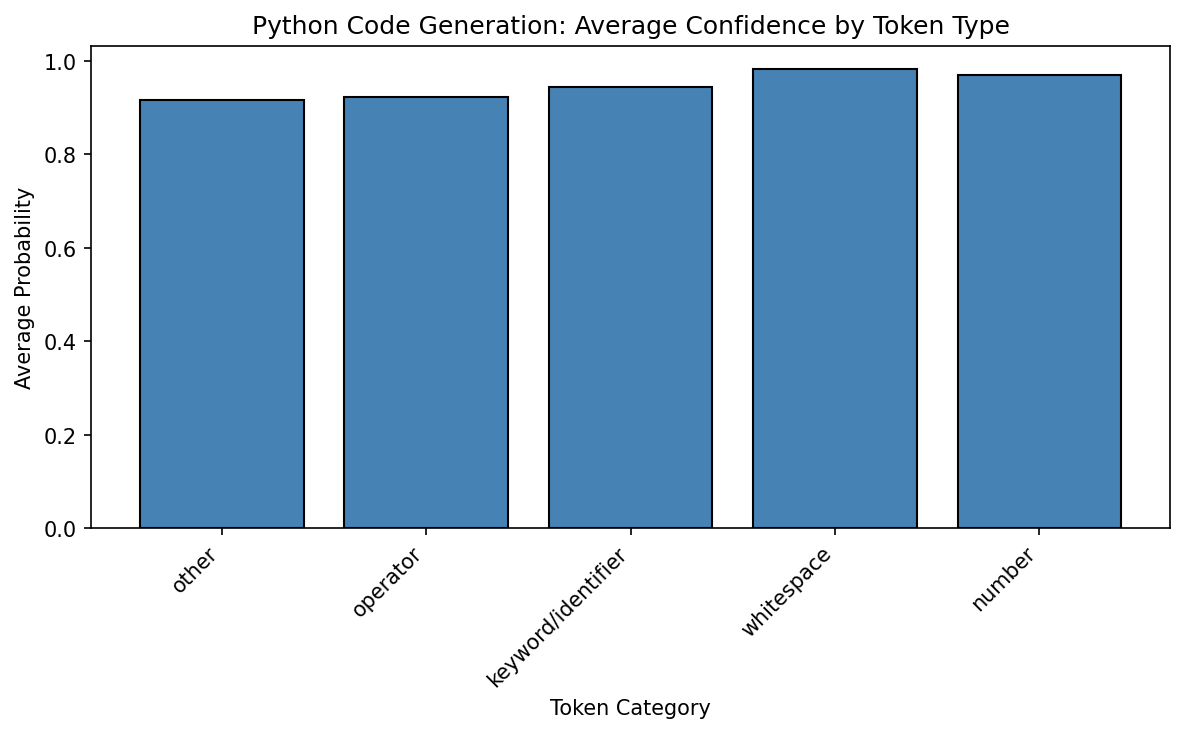 Python Code Generation: Average Confidence by Token Type
1.0
0.8
0.6
0.4
0.2
0.0
Average Probability
other
operator
keyword/identifier
whitespace
number
Token Category